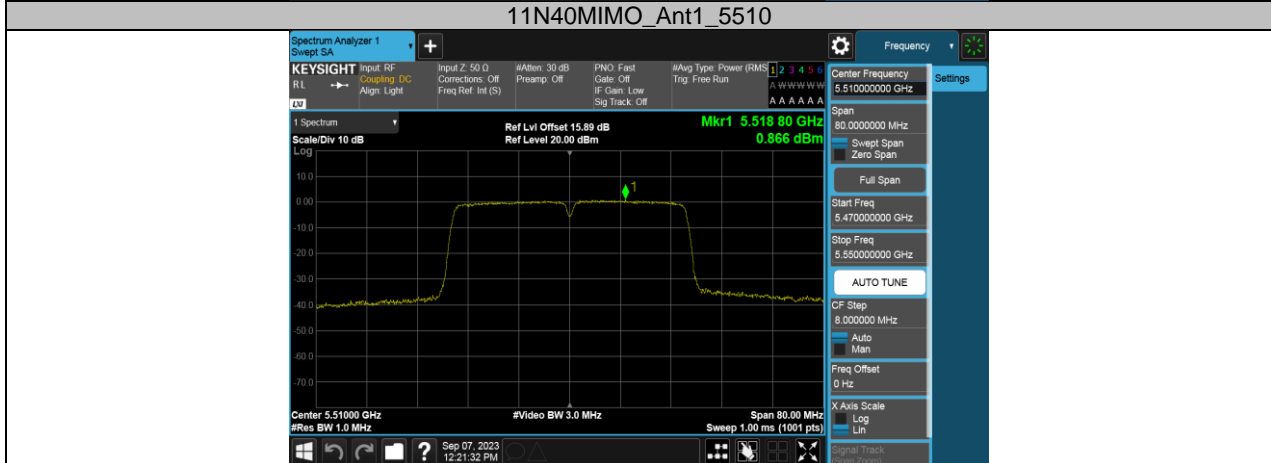 11N40MIMO_Ant1_5510
Spectrum Analyzer 1
Swept SA
Frequency
KEYSIGHT
RL
LXI
Input: RF
Coupling: DC
Align: Light
Input Z: 50 Ω
Corrections: Off
Freq Ref: Int (S)
#Atten: 30 dB
Preamp: Off
PNO: Fast
Gate: Off
IF Gain: Low
Sig Track: Off
#Avg Type: Power (RMS
Trig: Free Run
1 2 3 4 5 6
A W W W W W
A A A A A A
Center Frequency
5.510000000 GHz
Settings
Span
80.0000000 MHz
Swept Span
Zero Span
Full Span
Start Freq
5.470000000 GHz
Stop Freq
5.550000000 GHz
AUTO TUNE
CF Step
8.000000 MHz
Auto
Man
Freq Offset
0 Hz
X Axis Scale
Log
Lin
Signal Track
(Span Zoom)
1 Spectrum
Scale/Div 10 dB
Log
Ref Lvl Offset 15.89 dB
Ref Level 20.00 dBm
Mkr1 5.518 80 GHz
0.866 dBm
1
10.0
0.00
-10.0
-20.0
-30.0
-40.0
-50.0
-60.0
-70.0
Center 5.51000 GHz
#Res BW 1.0 MHz
#Video BW 3.0 MHz
Span 80.00 MHz
Sweep 1.00 ms (1001 pts)
?
Sep 07, 2023
12:21:32 PM